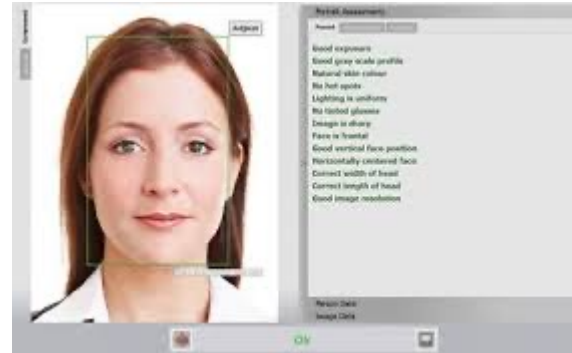 Portrait Assessment
Good exposure
Good gray scale profile
Natural skin colour
No hot spots
Lighting is uniform
No tinted glasses
Image is sharp
Face is frontal
Good vertical face position
Horizontally centered face
Correct width of head
Correct length of head
Good image resolution
Person Data
Image Data